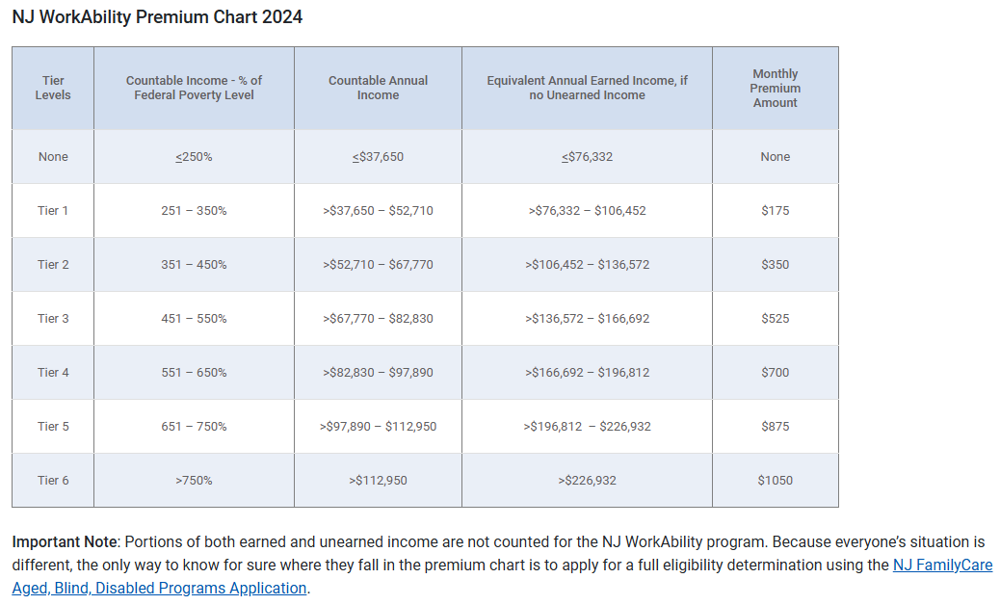 NJ WorkAbility Premium Chart 2024
Tier Levels | Countable Income - % of Federal Poverty Level | Countable Annual Income | Equivalent Annual Earned Income, if no Unearned Income | Monthly Premium Amount
None | ≤250% | ≤$37,650 | ≤$76,332 | None
Tier 1 | 251 – 350% | >$37,650 – $52,710 | >$76,332 – $106,452 | $175
Tier 2 | 351 – 450% | >$52,710 – $67,770 | >$106,452 – $136,572 | $350
Tier 3 | 451 – 550% | >$67,770 – $82,830 | >$136,572 – $166,692 | $525
Tier 4 | 551 – 650% | >$82,830 – $97,890 | >$166,692 – $196,812 | $700
Tier 5 | 651 – 750% | >$97,890 – $112,950 | >$196,812 – $226,932 | $875
Tier 6 | >750% | >$112,950 | >$226,932 | $1050
Important Note: Portions of both earned and unearned income are not counted for the NJ WorkAbility program. Because everyone's situation is
different, the only way to know for sure where they fall in the premium chart is to apply for a full eligibility determination using the NJ FamilyCare
Aged, Blind, Disabled Programs Application.